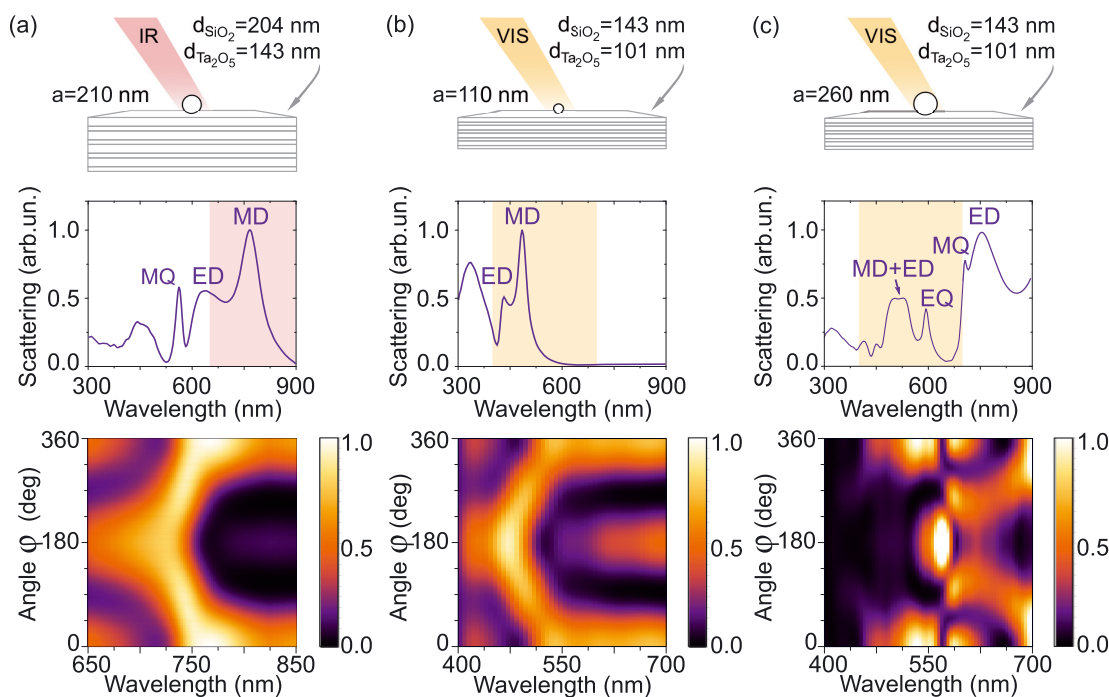 (a)
IR
d_SiO₂=204 nm
d_Ta₂O₅=143 nm
a=210 nm
Scattering (arb.un.)
1.0
0.5
0.0
MQ
ED
MD
300
600
900
Wavelength (nm)
Angle φ (deg)
360
180
0
650
750
850
Wavelength (nm)
1.0
0.5
0.0
(b)
VIS
d_SiO₂=143 nm
d_Ta₂O₅=101 nm
a=110 nm
Scattering (arb.un.)
1.0
0.5
0.0
ED
MD
300
600
900
Wavelength (nm)
Angle φ (deg)
360
180
0
400
550
700
Wavelength (nm)
1.0
0.5
0.0
(c)
VIS
d_SiO₂=143 nm
d_Ta₂O₅=101 nm
a=260 nm
Scattering (arb.un.)
1.0
0.5
0.0
MD+ED
EQ
MQ
ED
300
600
900
Wavelength (nm)
Angle φ (deg)
360
180
0
400
550
700
Wavelength (nm)
1.0
0.5
0.0